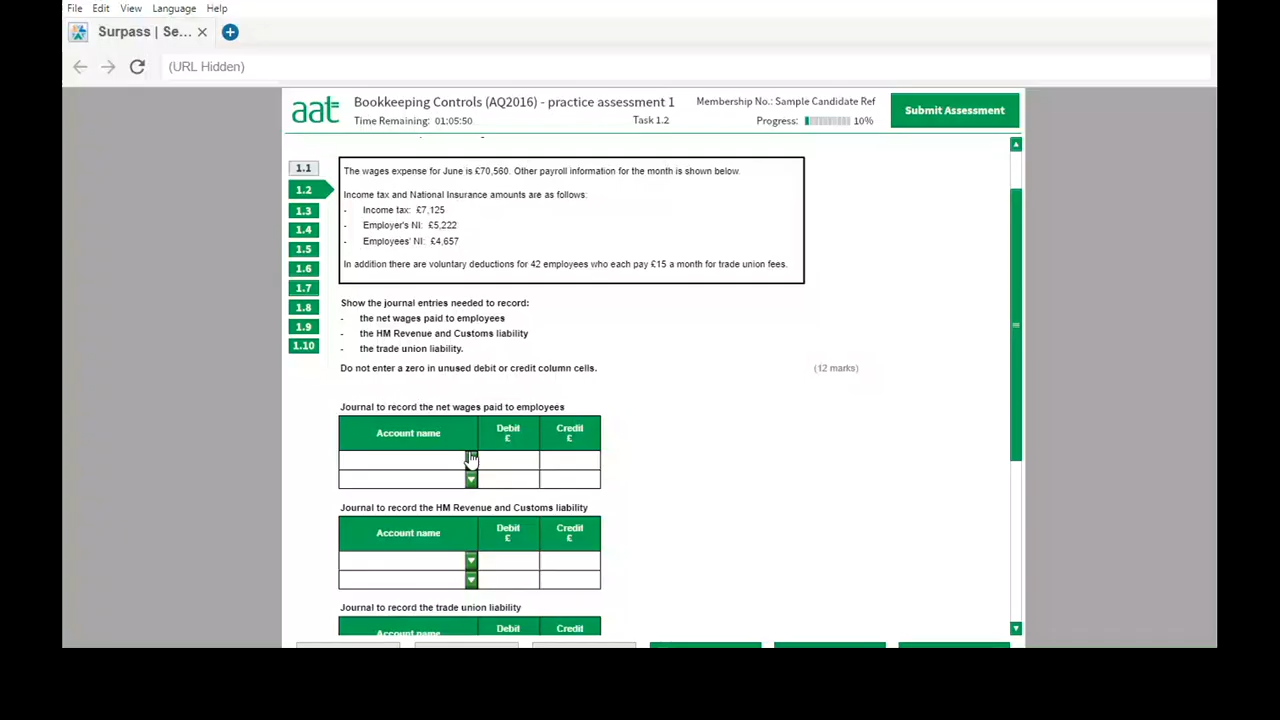 File Edit View Language Help
Surpass | Se...
(URL Hidden)
aat Bookkeeping Controls (AQ2016) - practice assessment 1 Membership No.: Sample Candidate Ref Submit Assessment
Time Remaining: 01:05:50 Task 1.2 Progress: 10%
1.1
1.2
1.3
1.4
1.5
1.6
1.7
1.8
1.9
1.10
The wages expense for June is £70,560. Other payroll information for the month is shown below.
Income tax and National Insurance amounts are as follows:
- Income tax: £7,125
- Employer's NI: £5,222
- Employees' NI: £4,657
In addition there are voluntary deductions for 42 employees who each pay £15 a month for trade union fees.
Show the journal entries needed to record:
- the net wages paid to employees
- the HM Revenue and Customs liability
- the trade union liability.
Do not enter a zero in unused debit or credit column cells. (12 marks)
Journal to record the net wages paid to employees
Account name Debit £ Credit £
Journal to record the HM Revenue and Customs liability
Account name Debit £ Credit £
Journal to record the trade union liability
Account name Debit Credit